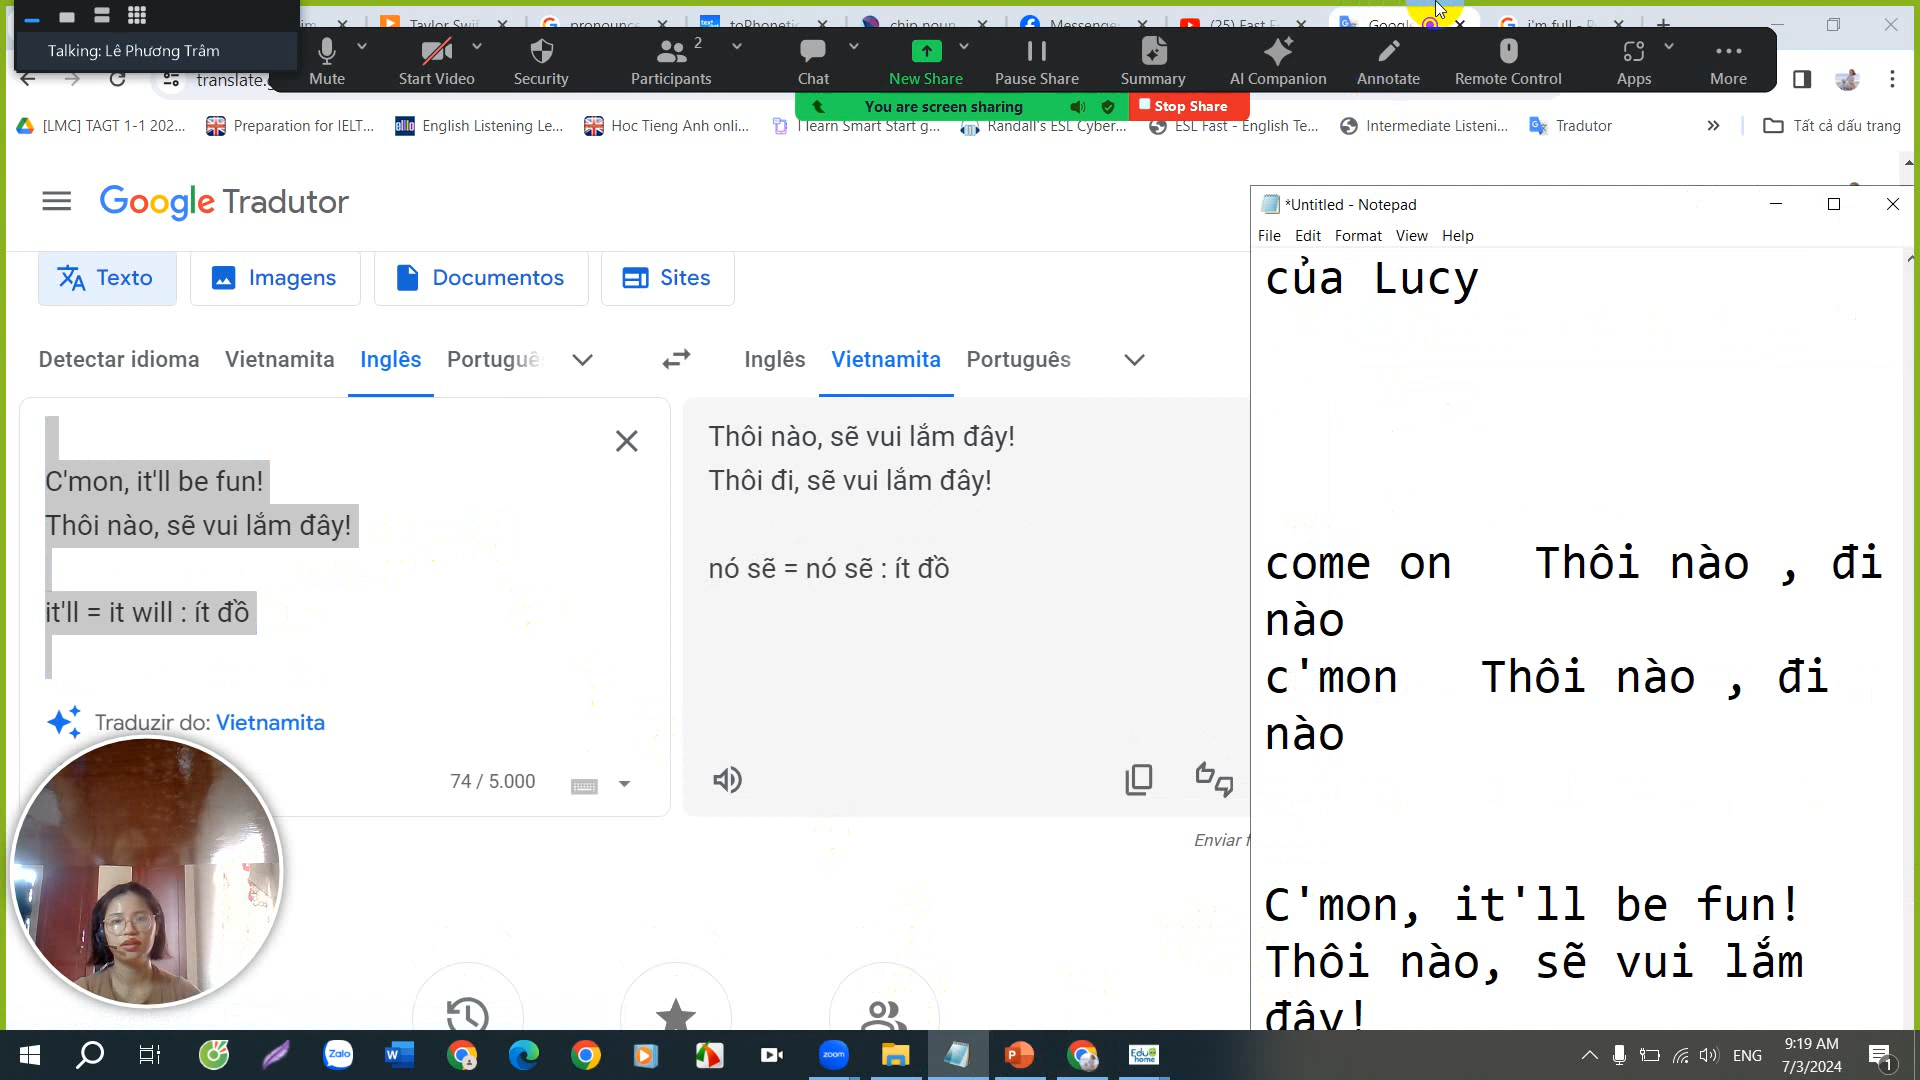 Talking: Lê Phương Trâm
Mute
Start Video
Security
Participants
2
Chat
New Share
Pause Share
Summary
AI Companion
Annotate
Remote Control
Apps
More
You are screen sharing
Stop Share
[LMC] TAGT 1-1 202...
Preparation for IELT...
English Listening Le...
Hoc Tieng Anh onli...
ESL Fast - English Te...
Intermediate Listeni...
Tradutor
Tất cả dấu trang
Google Tradutor
Texto
Imagens
Documentos
Sites
Detectar idioma
Vietnamita
Inglês
Inglês
Vietnamita
Português
C'mon, it'll be fun!
Thôi nào, sẽ vui lắm đây!
it'll = it will : ít đồ
Traduzir do: Vietnamita
74 / 5.000
Thôi nào, sẽ vui lắm đây!
Thôi đi, sẽ vui lắm đây!
nó sẽ = nó sẽ : ít đồ
*Untitled - Notepad
File Edit Format View Help
của Lucy
come on Thôi nào , đi
nào
c'mon Thôi nào , đi
nào
C'mon, it'll be fun!
Thôi nào, sẽ vui lắm
đây!
Zalo
zoom
ENG
9:19 AM
7/3/2024
1